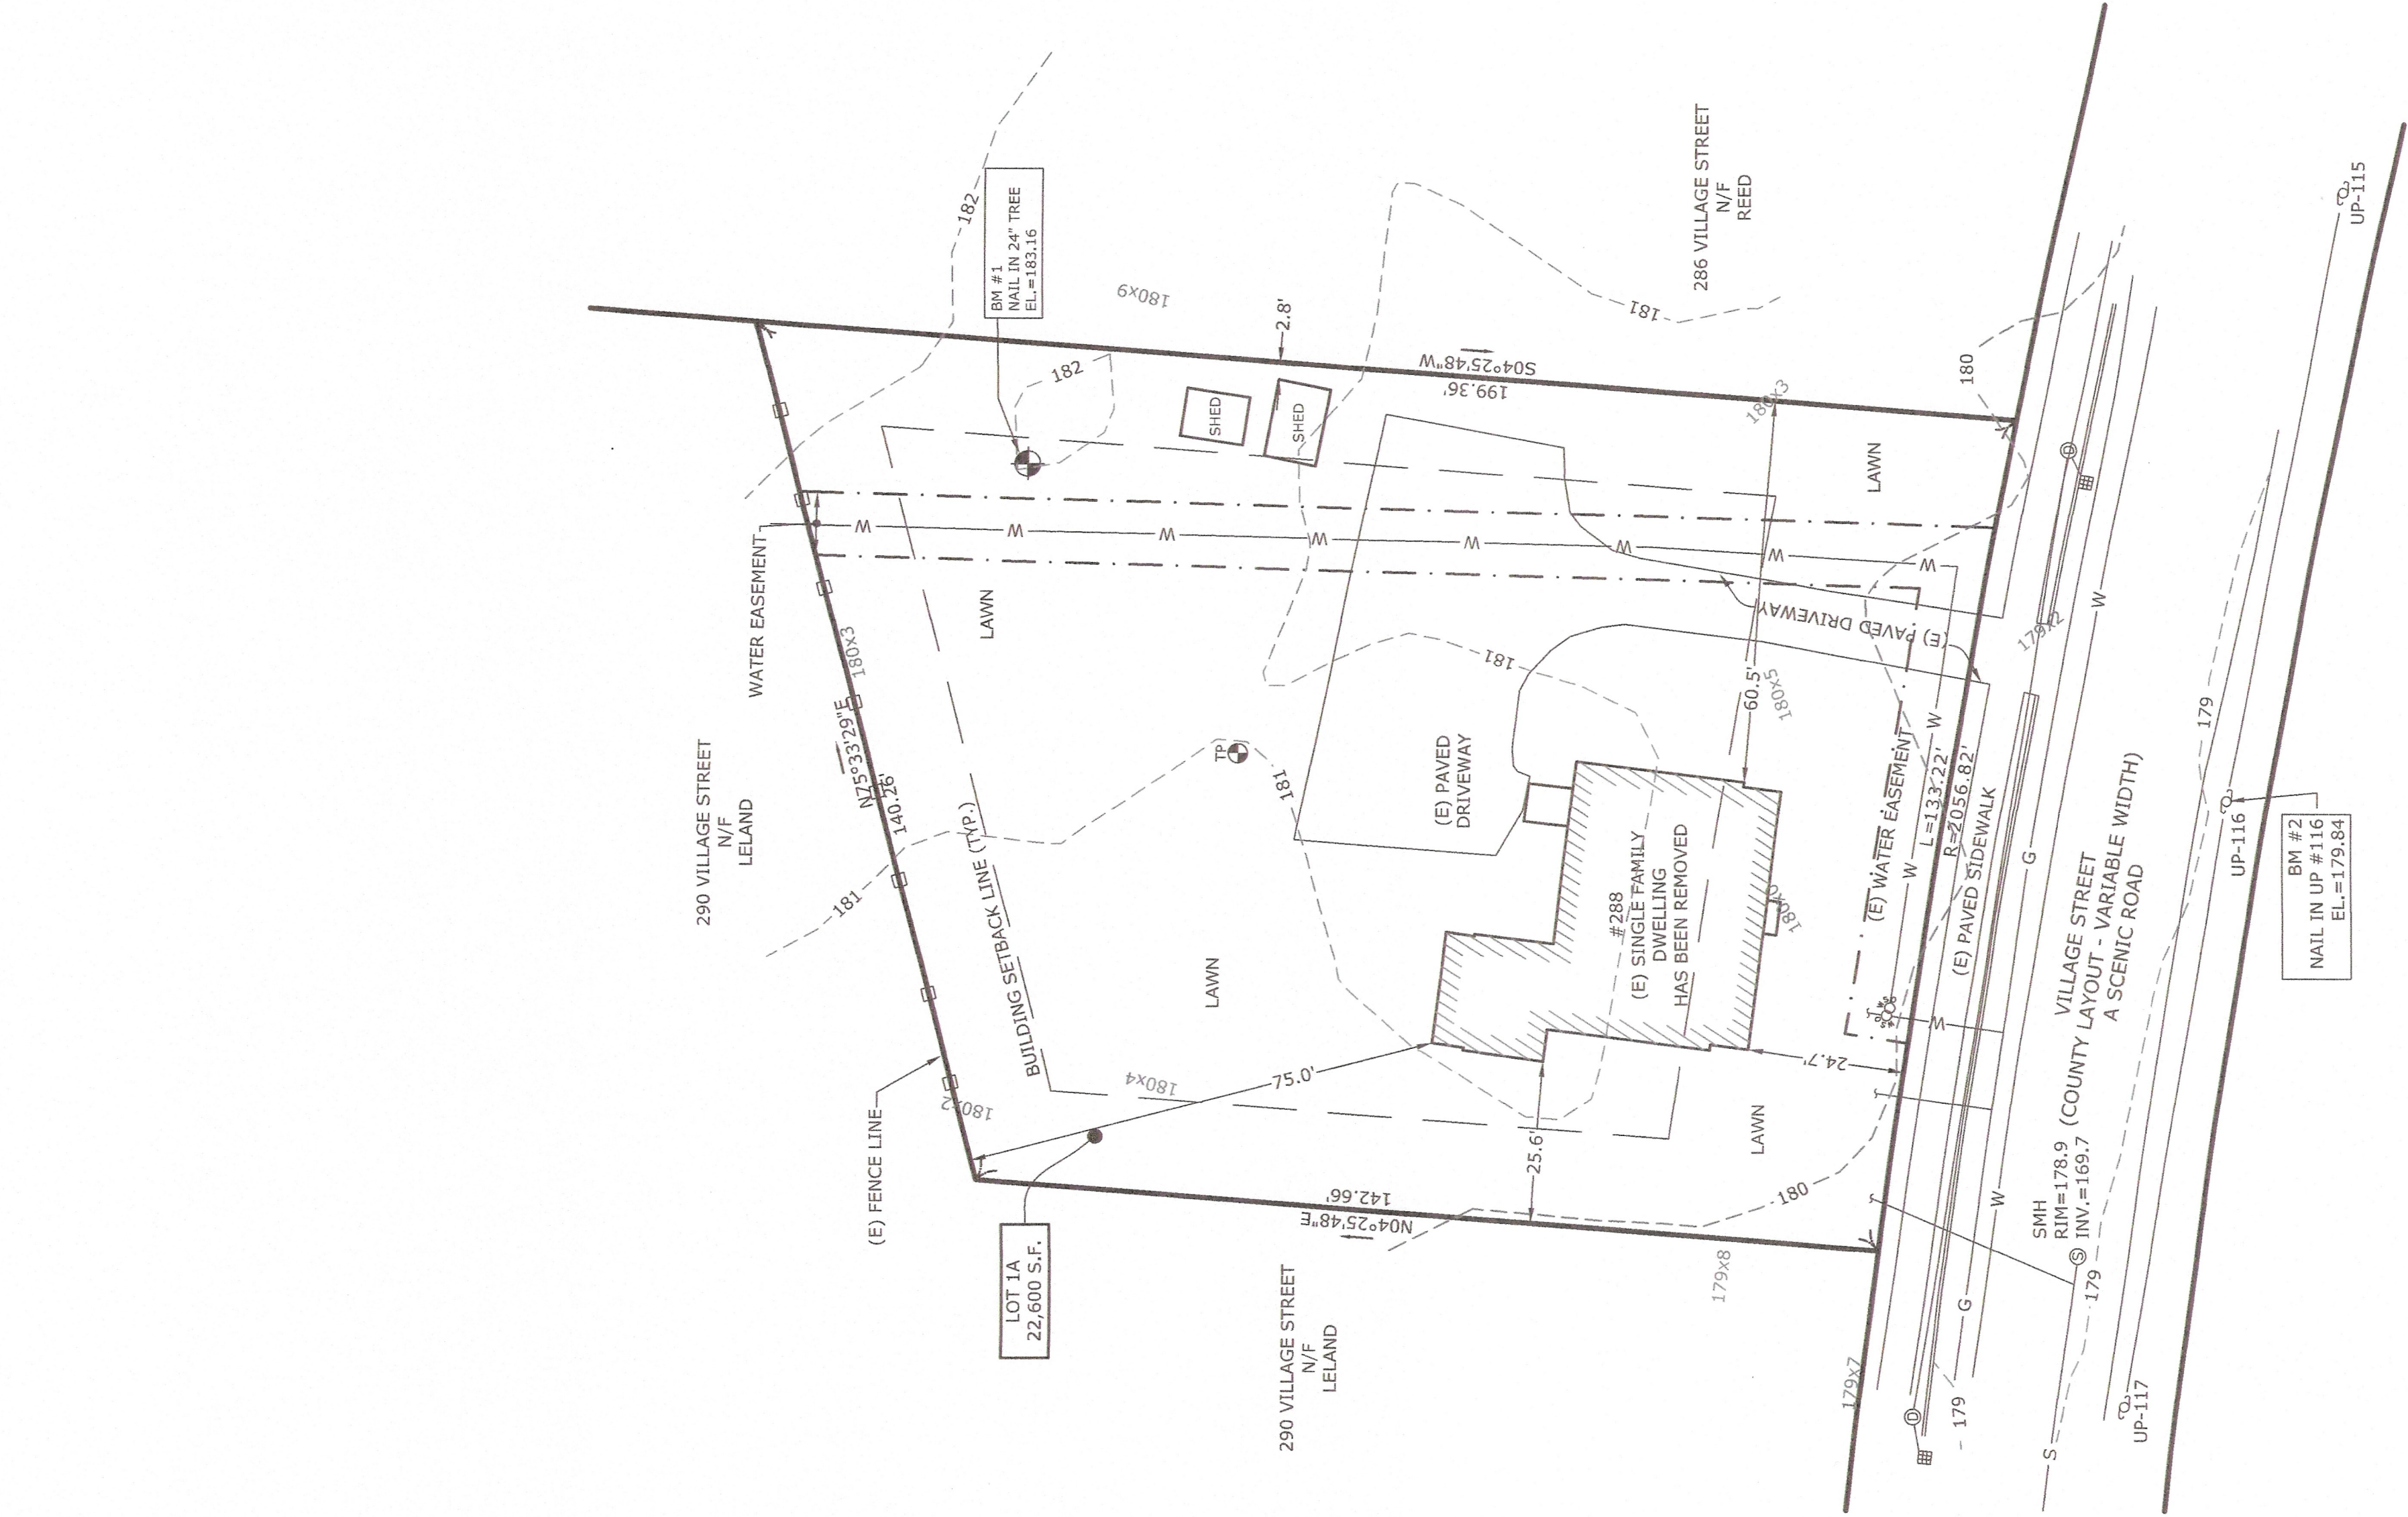 182
BM #1
NAIL IN 24" TREE
EL.=183.16
180x9
182
2.8'
S04°25'48"W
199.36'
SHED
SHED
286 VILLAGE STREET
N/F
REED
181
180
180x3
LAWN
UP-115
WATER EASEMENT
W
W
W
W
W
W
W
W
LAWN
(E) PAVED DRIVEWAY
180x3
290 VILLAGE STREET
N/F
LELAND
N75°33'29"E
140.26'
BUILDING SETBACK LINE (TYP.)
181
TP
181
181
(E) PAVED
DRIVEWAY
60.5'
180x5
179x2
W
W
W
(E) WATER EASEMENT
L=133.22'
R=2056.82'
(E) PAVED SIDEWALK
G
179
VILLAGE STREET
(COUNTY LAYOUT - VARIABLE WIDTH)
A SCENIC ROAD
UP-116
BM #2
NAIL IN UP #116
EL.=179.84
#288
(E) SINGLE FAMILY
DWELLING
HAS BEEN REMOVED
180x0
LAWN
(E) FENCE LINE
180x2
180x4
75.0'
24.7'
25.6'
LAWN
WSO
WSO
W
D
LOT 1A
22,600 S.F.
142.66'
N04°25'48"E
180
290 VILLAGE STREET
N/F
LELAND
179x8
179x7
W
G
SMH
RIM=178.9
INV.=169.7
S
179
179
D
S
UP-117